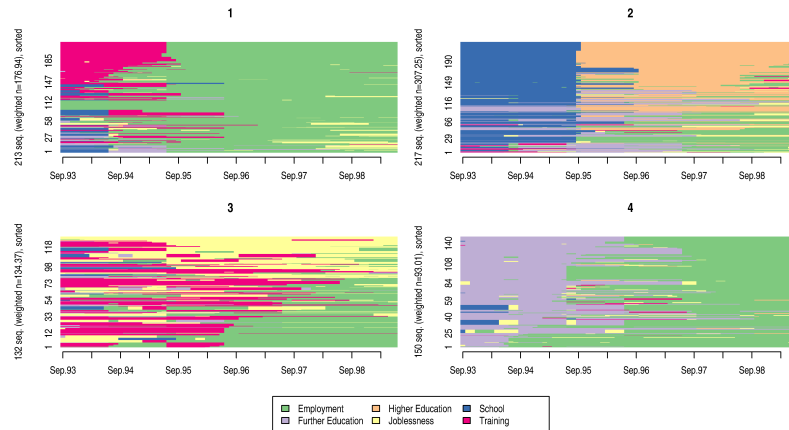 1
213 seq. (weighted n=176.94), sorted
1 27 58 112 147 185
Sep.93 Sep.94 Sep.95 Sep.96 Sep.97 Sep.98
2
217 seq. (weighted n=307.25), sorted
1 29 66 116 149 190
Sep.93 Sep.94 Sep.95 Sep.96 Sep.97 Sep.98
3
132 seq. (weighted n=134.37), sorted
1 12 33 54 73 98 118
Sep.93 Sep.94 Sep.95 Sep.96 Sep.97 Sep.98
4
150 seq. (weighted n=93.01), sorted
1 25 40 59 84 108 140
Sep.93 Sep.94 Sep.95 Sep.96 Sep.97 Sep.98
Employment Higher Education School
Further Education Joblessness Training